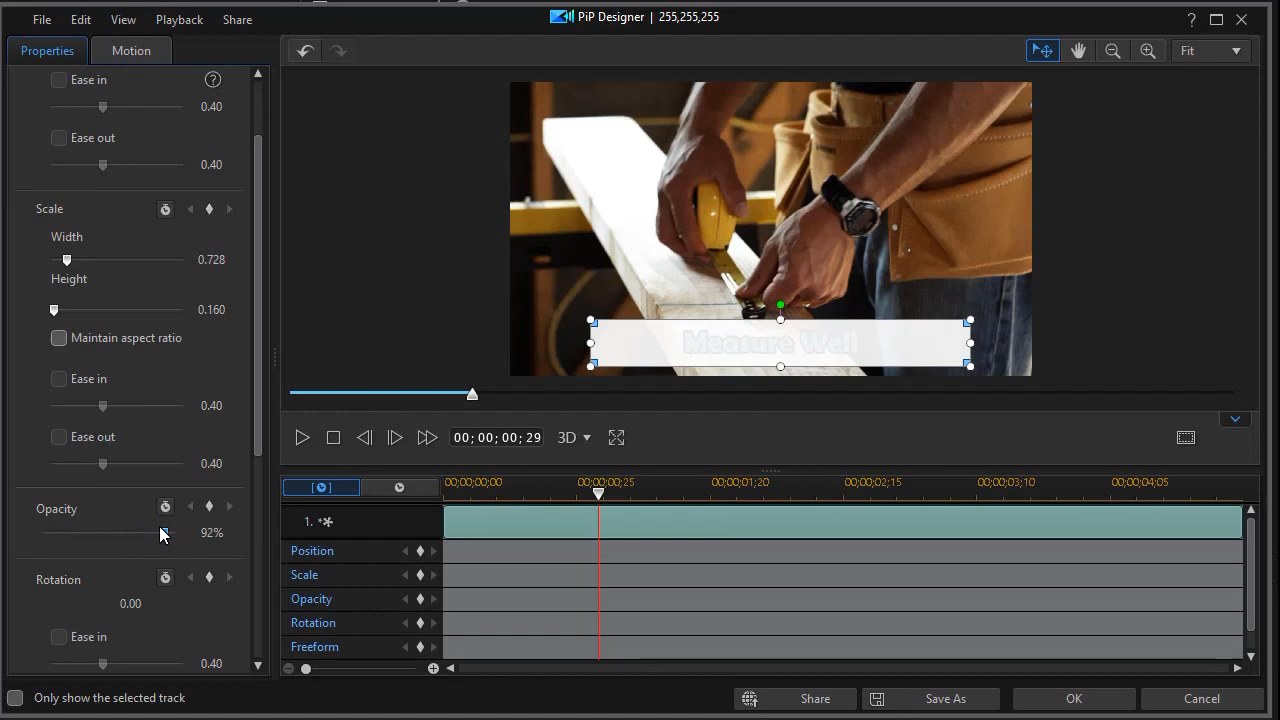 PiP Designer | 255,255,255
File Edit View Playback Share
?
Properties Motion
Fit
Ease in ?
0.40
Ease out
0.40
Scale
Width
0.728
Height
0.160
Maintain aspect ratio
Ease in
0.40
Ease out
0.40
Opacity
92%
Rotation
0.00
Ease in
0.40
Measure Well
00; 00; 00; 29
3D
00;00;00;00 00;00;00;25 00;00;01;20 00;00;02;15 00;00;03;10 00;00;04;05
1. *
Position
Scale
Opacity
Rotation
Freeform
Only show the selected track
Share Save As OK Cancel